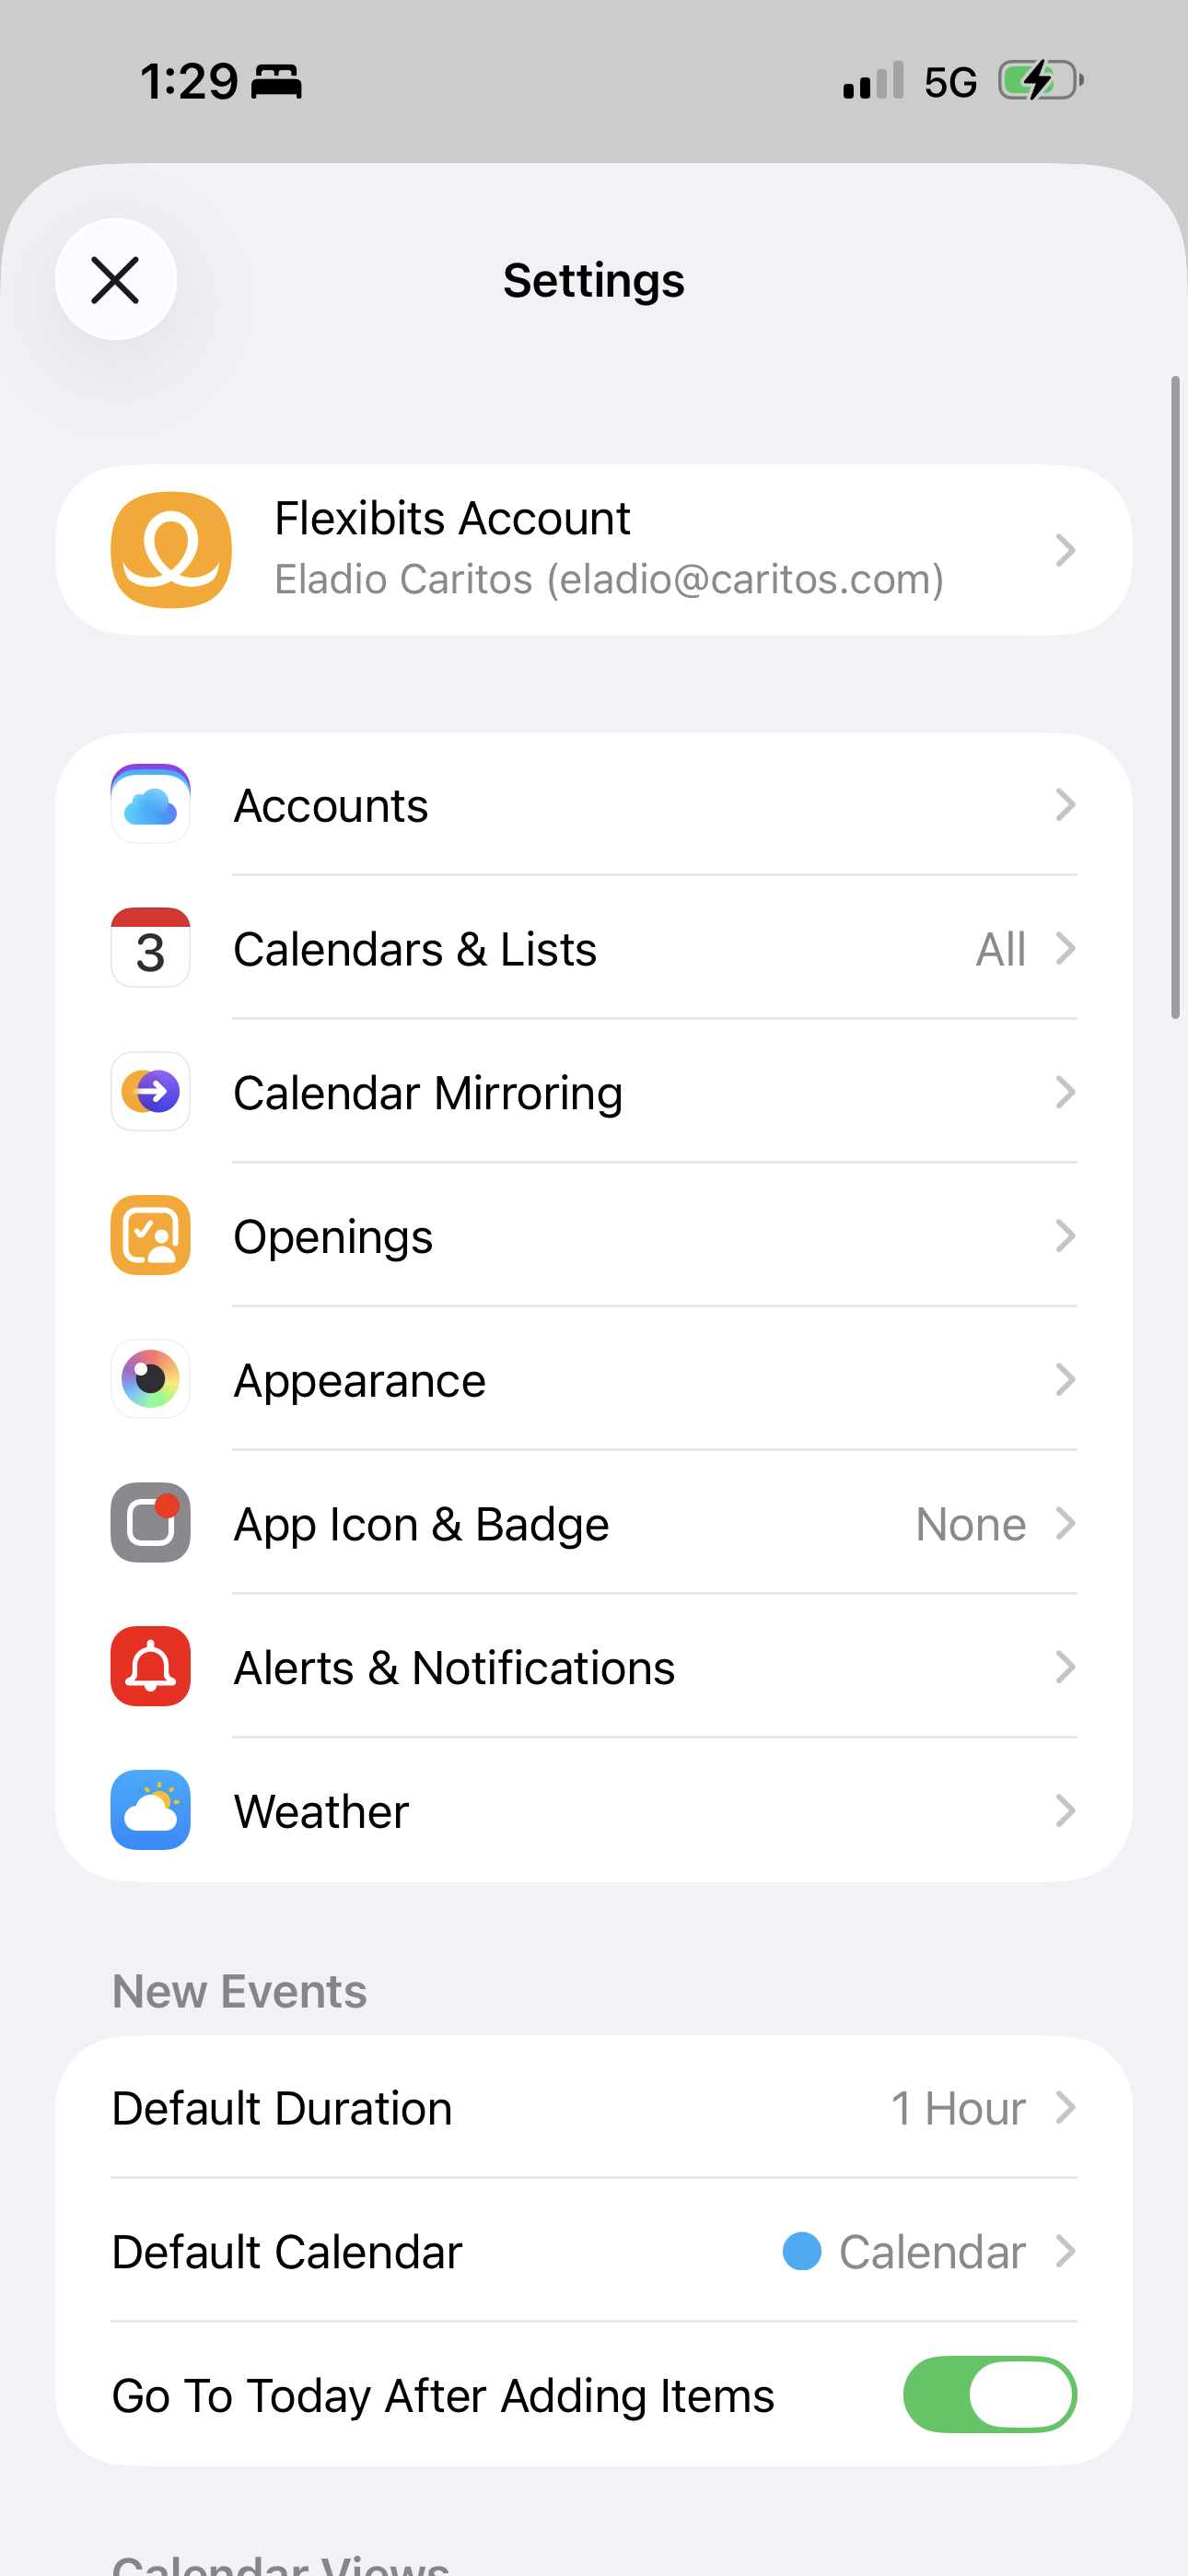 1:29
5G
Settings
Flexibits Account
Eladio Caritos (eladio@caritos.com)
Accounts
3
Calendars & Lists All
Calendar Mirroring
Openings
Appearance
App Icon & Badge None
Alerts & Notifications
Weather
New Events
Default Duration 1 Hour
Default Calendar Calendar
Go To Today After Adding Items
Calendar Views